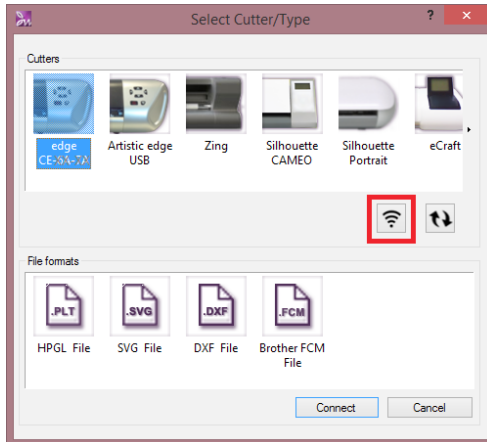 Select Cutter/Type
?
×
Cutters
edge
CE-5A-7A
Artistic edge
USB
Zing
Silhouette
CAMEO
Silhouette
Portrait
eCraft
File formats
.PLT
.SVG
.DXF
.FCM
HPGL File
SVG File
DXF File
Brother FCM
File
Connect
Cancel